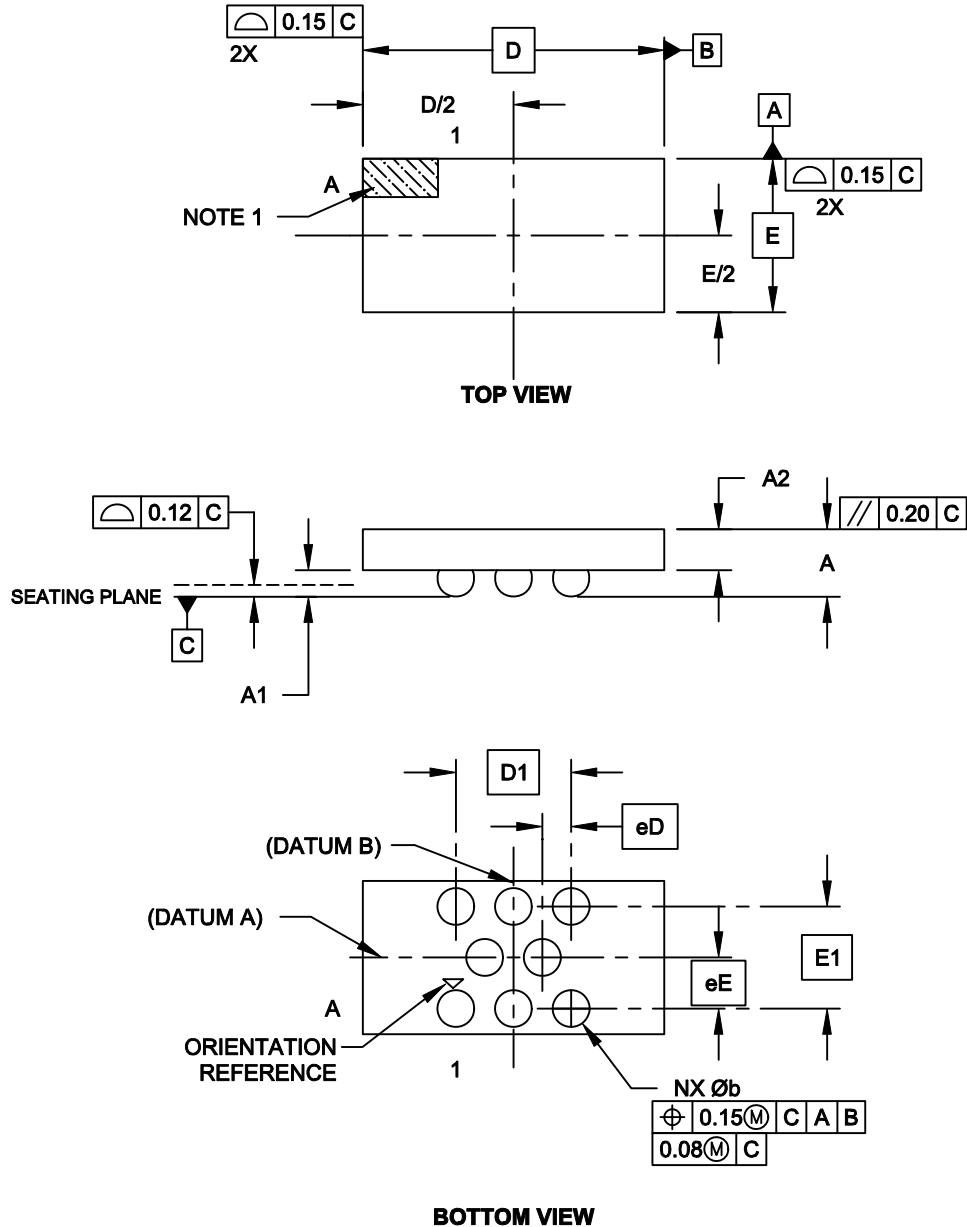 ⌓ 0.15 C
2X
D
B
D/2
1
A
A
⌓ 0.15 C
2X
NOTE 1
E
E/2
TOP VIEW
A2
⌓ 0.12 C
// 0.20 C
A
SEATING PLANE
C
A1
D1
eD
(DATUM B)
(DATUM A)
E1
eE
A
ORIENTATION
REFERENCE
1
NX Øb
⌖ 0.15Ⓜ C A B
0.08Ⓜ C
BOTTOM VIEW